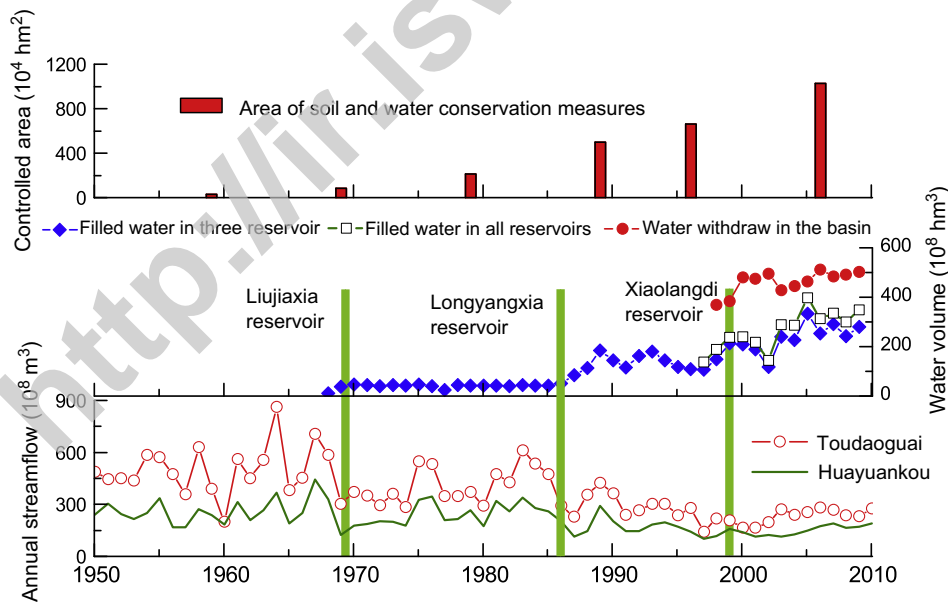 Controlled area (10⁴ hm²)
1200
800
400
0
Area of soil and water conservation measures
Filled water in three reservoir
Filled water in all reservoirs
Water withdraw in the basin
Liujiaxia
reservoir
Longyangxia
reservoir
Xiaolangdi
reservoir
600
400
200
0
Water volume (10⁸ hm³)
Annual streamflow (10⁸ m³)
900
600
300
0
Toudaoguai
Huayuankou
1950 1960 1970 1980 1990 2000 2010
http://ir.isw